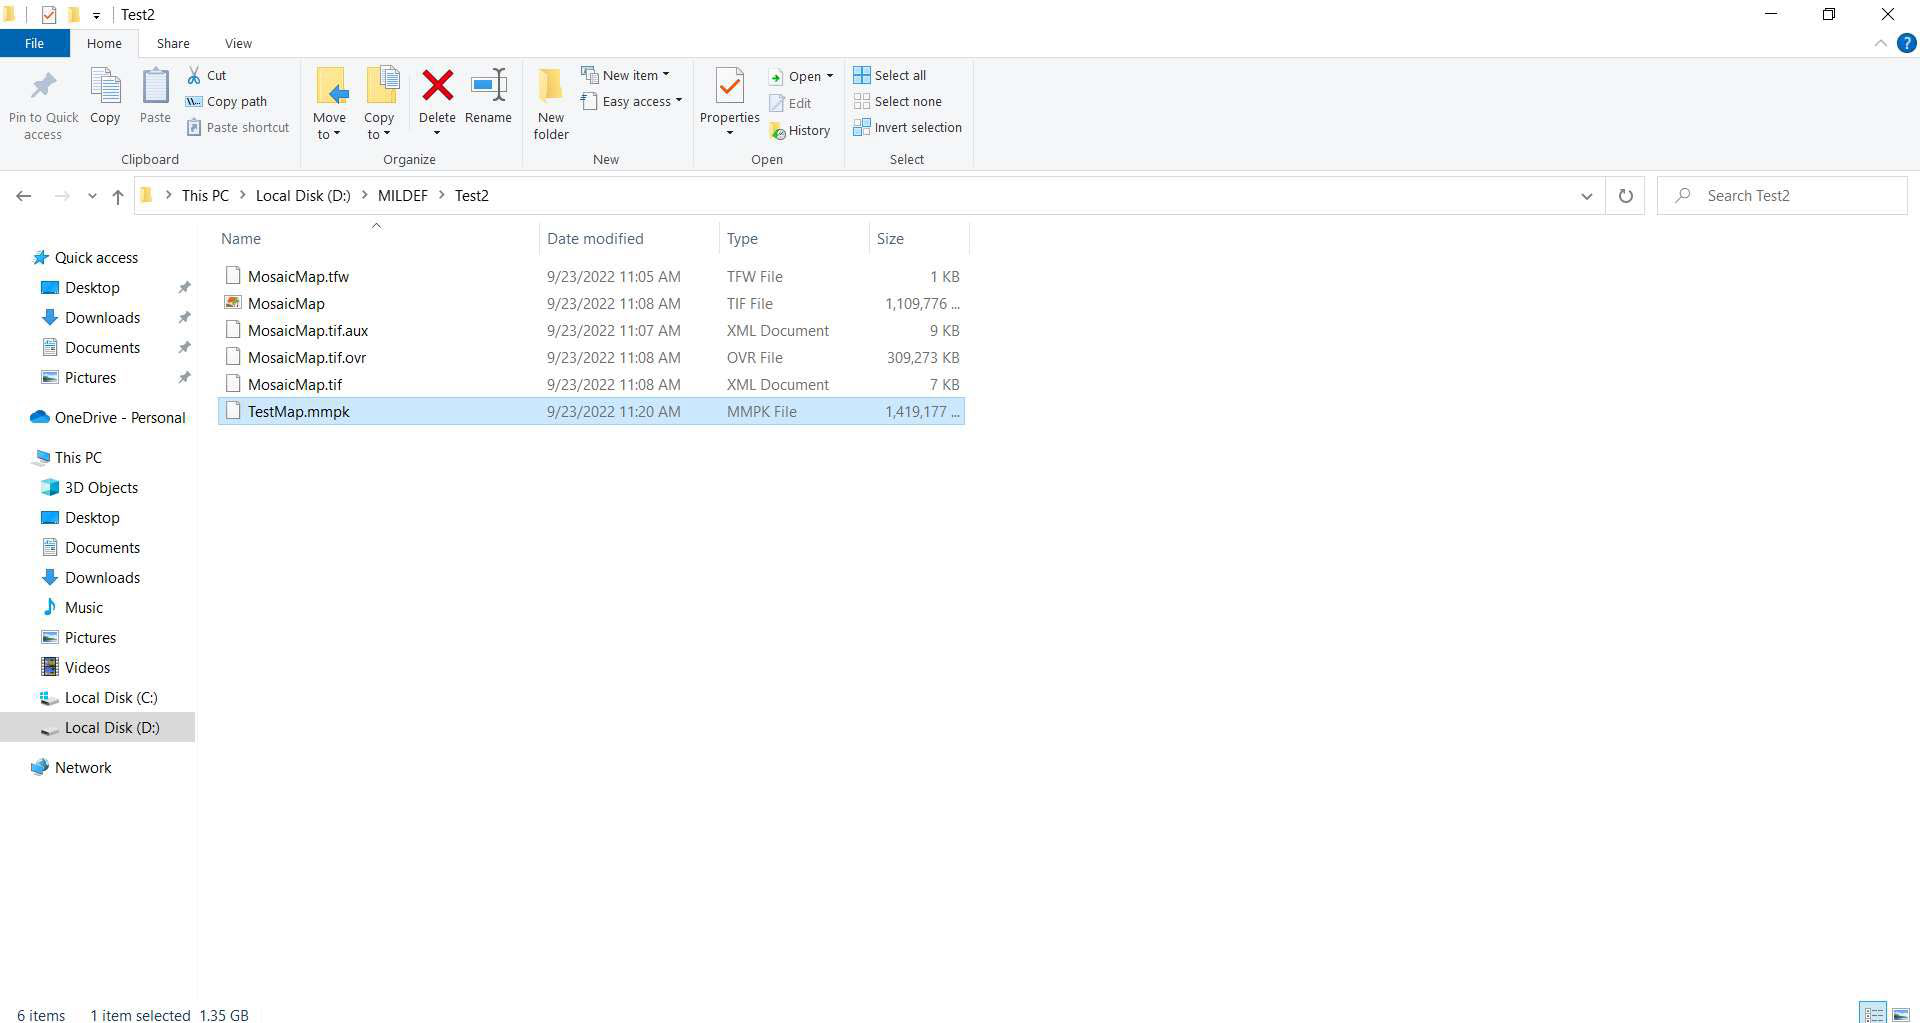 Test2
File Home Share View
Pin to Quick access
Copy
Paste
Cut
Copy path
Paste shortcut
Clipboard
Move to
Copy to
Delete
Rename
Organize
New folder
New item
Easy access
New
Properties
Open
Edit
History
Open
Select all
Select none
Invert selection
Select
This PC > Local Disk (D:) > MILDEF > Test2
Search Test2
Quick access
Desktop
Downloads
Documents
Pictures
OneDrive - Personal
This PC
3D Objects
Desktop
Documents
Downloads
Music
Pictures
Videos
Local Disk (C:)
Local Disk (D:)
Network
Name Date modified Type Size
MosaicMap.tfw 9/23/2022 11:05 AM TFW File 1 KB
MosaicMap 9/23/2022 11:08 AM TIF File 1,109,776 ...
MosaicMap.tif.aux 9/23/2022 11:07 AM XML Document 9 KB
MosaicMap.tif.ovr 9/23/2022 11:08 AM OVR File 309,273 KB
MosaicMap.tif 9/23/2022 11:08 AM XML Document 7 KB
TestMap.mmpk 9/23/2022 11:20 AM MMPK File 1,419,177 ...
6 items 1 item selected 1.35 GB